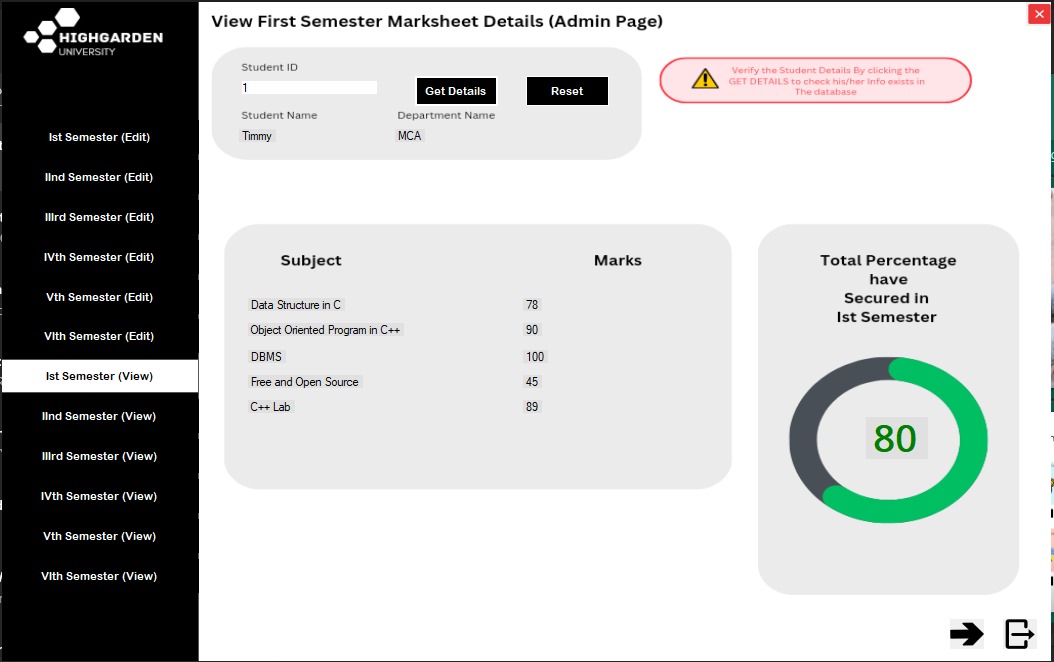 HIGHGARDEN
UNIVERSITY
Ist Semester (Edit)
IInd Semester (Edit)
IIIrd Semester (Edit)
IVth Semester (Edit)
Vth Semester (Edit)
VIth Semester (Edit)
Ist Semester (View)
IInd Semester (View)
IIIrd Semester (View)
IVth Semester (View)
Vth Semester (View)
VIth Semester (View)
View First Semester Marksheet Details (Admin Page)
Student ID
1
Get Details
Reset
Student Name
Department Name
Timmy
MCA
Verify the Student Details By clicking the
GET DETAILS to check his/her Info exists in
The database
Subject Marks
Data Structure in C 78
Object Oriented Program in C++ 90
DBMS 100
Free and Open Source 45
C++ Lab 89
Total Percentage
have
Secured in
Ist Semester
80